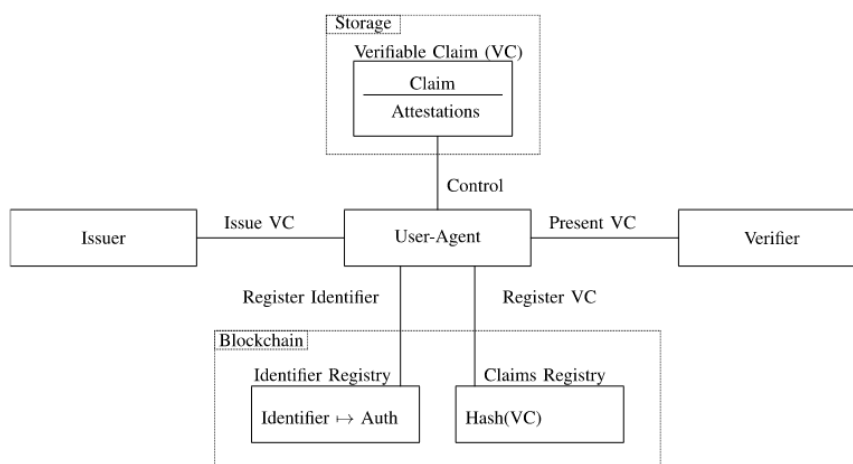 Storage
Verifiable Claim (VC)
Claim
Attestations
Control
Issuer
Issue VC
User-Agent
Present VC
Verifier
Register Identifier
Register VC
Blockchain
Identifier Registry
Claims Registry
Identifier ↦ Auth
Hash(VC)